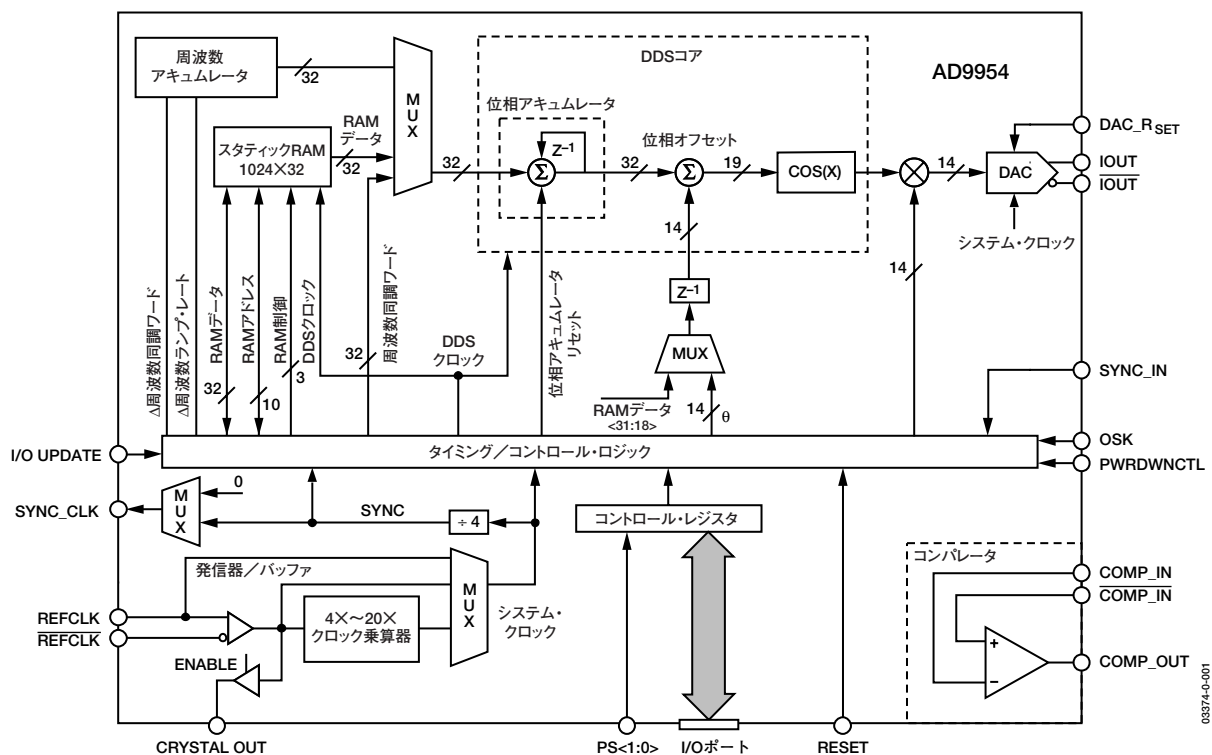 周波数
アキュムレータ
32
MUX
DDSコア
AD9954
位相アキュムレータ
RAM
データ
スタティックRAM
1024×32
32
32
Z–1
Σ
32
位相オフセット
Σ
19
COS(X)
14
DAC
DAC_RSET
IOUT
IOUT
システム・クロック
14
14
Z–1
MUX
Δ周波数同調ワード
Δ周波数ランプ・レート
RAMデータ
32
RAMアドレス
10
RAM制御
3
DDSクロック
32
周波数同調ワード
DDS
クロック
位相アキュムレータ
リセット
RAMデータ
<31:18>
14
θ
SYNC_IN
I/O UPDATE
タイミング/コントロール・ロジック
OSK
PWRDWNCTL
SYNC_CLK
MUX
0
SYNC
÷ 4
コントロール・レジスタ
発信器/バッファ
REFCLK
REFCLK
4×~20×
クロック乗算器
MUX
システム・
クロック
ENABLE
コンパレータ
COMP_IN
COMP_IN
+
–
COMP_OUT
CRYSTAL OUT
PS<1:0>
I/Oポート
RESET
03374-0-001